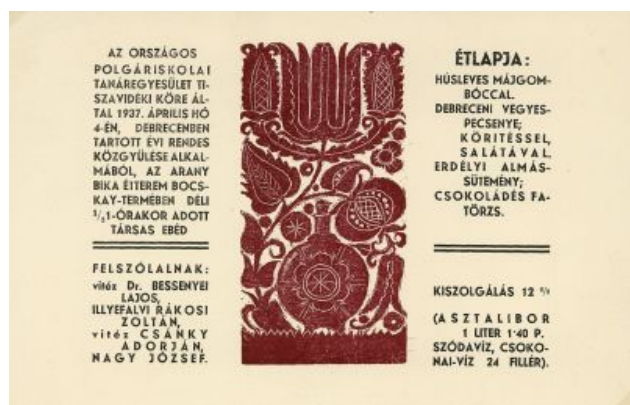 AZ ORSZÁGOS
POLGÁRISKOLAI
TANÁREGYESÜLET TI-
SZAVIDÉKI KÖRE ÁL-
TAL 1937. ÁPRILIS HÓ
4-ÉN, DEBRECENBEN
TARTOTT ÉVI RENDES
KÖZGYÜLÉSE ALKAL-
MÁBÓL, AZ ARANY
BIKA ÉTTEREM BOCS-
KAY-TERMÉBEN DÉLI
½1-ÓRAKOR ADOTT
TÁRSAS EBÉD
FELSZÓLALNAK:
vitéz Dr. BESSENYEI
LAJOS,
ILLYEFALVI RÁKOSI
ZOLTÁN,
vitéz CSÁNKY
ADORJÁN,
NAGY JÓZSEF.
ÉTLAPJA:
HÚSLEVES MÁJGOM-
BÓCCAL.
DEBRECENI VEGYES-
PECSENYE;
KÖRITÉSSEL,
SALÁTÁVAL.
ERDÉLYI ALMÁS-
SÜTEMÉNY;
CSOKOLÁDÉS FA-
TÖRZS.
KISZOLGÁLÁS 12 %
(ASZTALIBOR
1 LITER 1·40 P.
SZÓDAVÍZ, CSOKO-
NAI-VÍZ 24 FILLÉR).